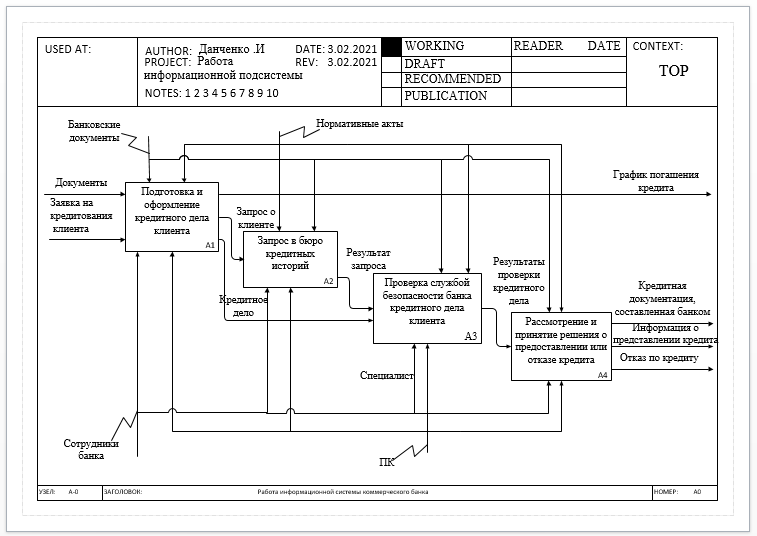 USED AT:
AUTHOR: Данченко .И
DATE: 3.02.2021
PROJECT: Работа
REV: 3.02.2021
информационной подсистемы
NOTES: 1 2 3 4 5 6 7 8 9 10
WORKING
DRAFT
RECOMMENDED
PUBLICATION
READER DATE
CONTEXT:
TOP
Банковские
документы
Нормативные акты
Документы
Заявка на
кредитования
клиента
Подготовка и
оформление
кредитного дела
клиента
A1
График погашения
кредита
Запрос о
клиенте
Запрос в бюро
кредитных
историй
A2
Результат
запроса
Кредитное
дело
Проверка службой
безопасности банка
кредитного дела
клиента
A3
Результаты
проверки
кредитного
дела
Рассмотрение и
принятие решения о
предоставлении или
отказе кредита
A4
Кредитная
документация,
составленная банком
Информация о
представлении кредита
Отказ по кредиту
Специалист
Сотрудники
банка
ПК
УЗЕЛ: A-0
ЗАГОЛОВОК:
Работа информационной системы коммерческого банка
НОМЕР: A0